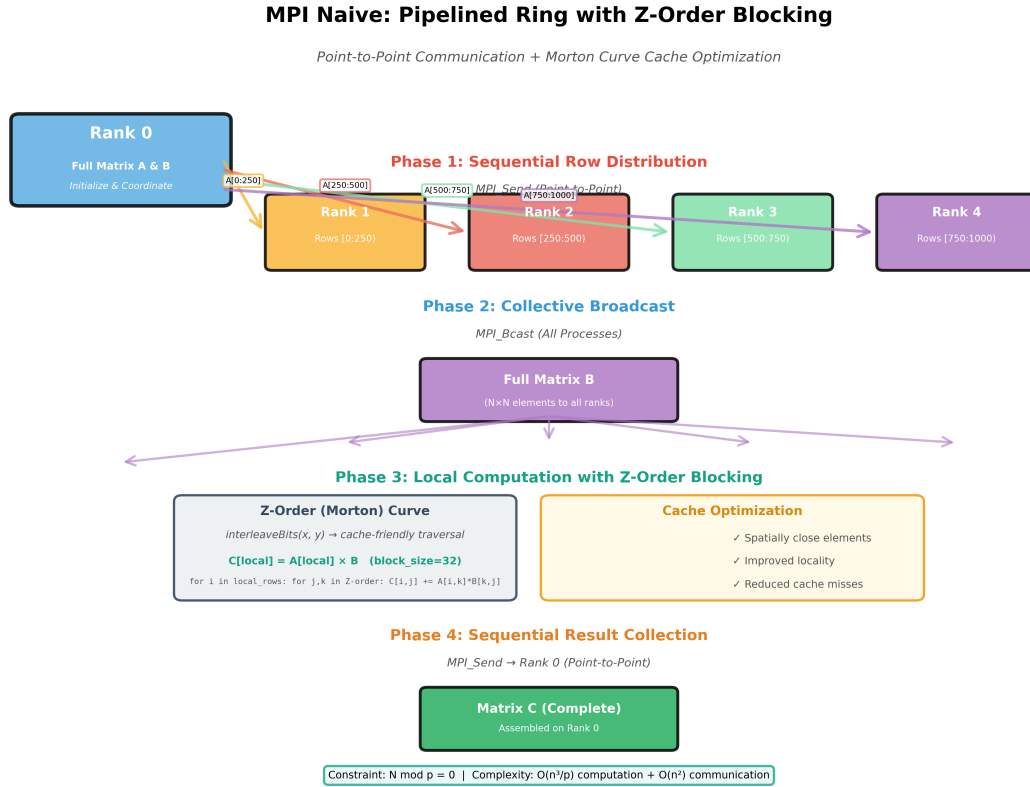 MPI Naive: Pipelined Ring with Z-Order Blocking
Point-to-Point Communication + Morton Curve Cache Optimization
Rank 0
Full Matrix A & B
Initialize & Coordinate
Phase 1: Sequential Row Distribution
MPI_Send (Point-to-Point)
A[0:250]
A[250:500]
A[500:750]
A[750:1000]
Rank 1
Rows [0:250)
Rank 2
Rows [250:500)
Rank 3
Rows [500:750)
Rank 4
Rows [750:1000)
Phase 2: Collective Broadcast
MPI_Bcast (All Processes)
Full Matrix B
(N×N elements to all ranks)
Phase 3: Local Computation with Z-Order Blocking
Z-Order (Morton) Curve
interleaveBits(x, y) → cache-friendly traversal
C[local] = A[local] × B (block_size=32)
for i in local_rows: for j,k in Z-order: C[i,j] += A[i,k]*B[k,j]
Cache Optimization
✓ Spatially close elements
✓ Improved locality
✓ Reduced cache misses
Phase 4: Sequential Result Collection
MPI_Send → Rank 0 (Point-to-Point)
Matrix C (Complete)
Assembled on Rank 0
Constraint: N mod p = 0 | Complexity: O(n³/p) computation + O(n²) communication